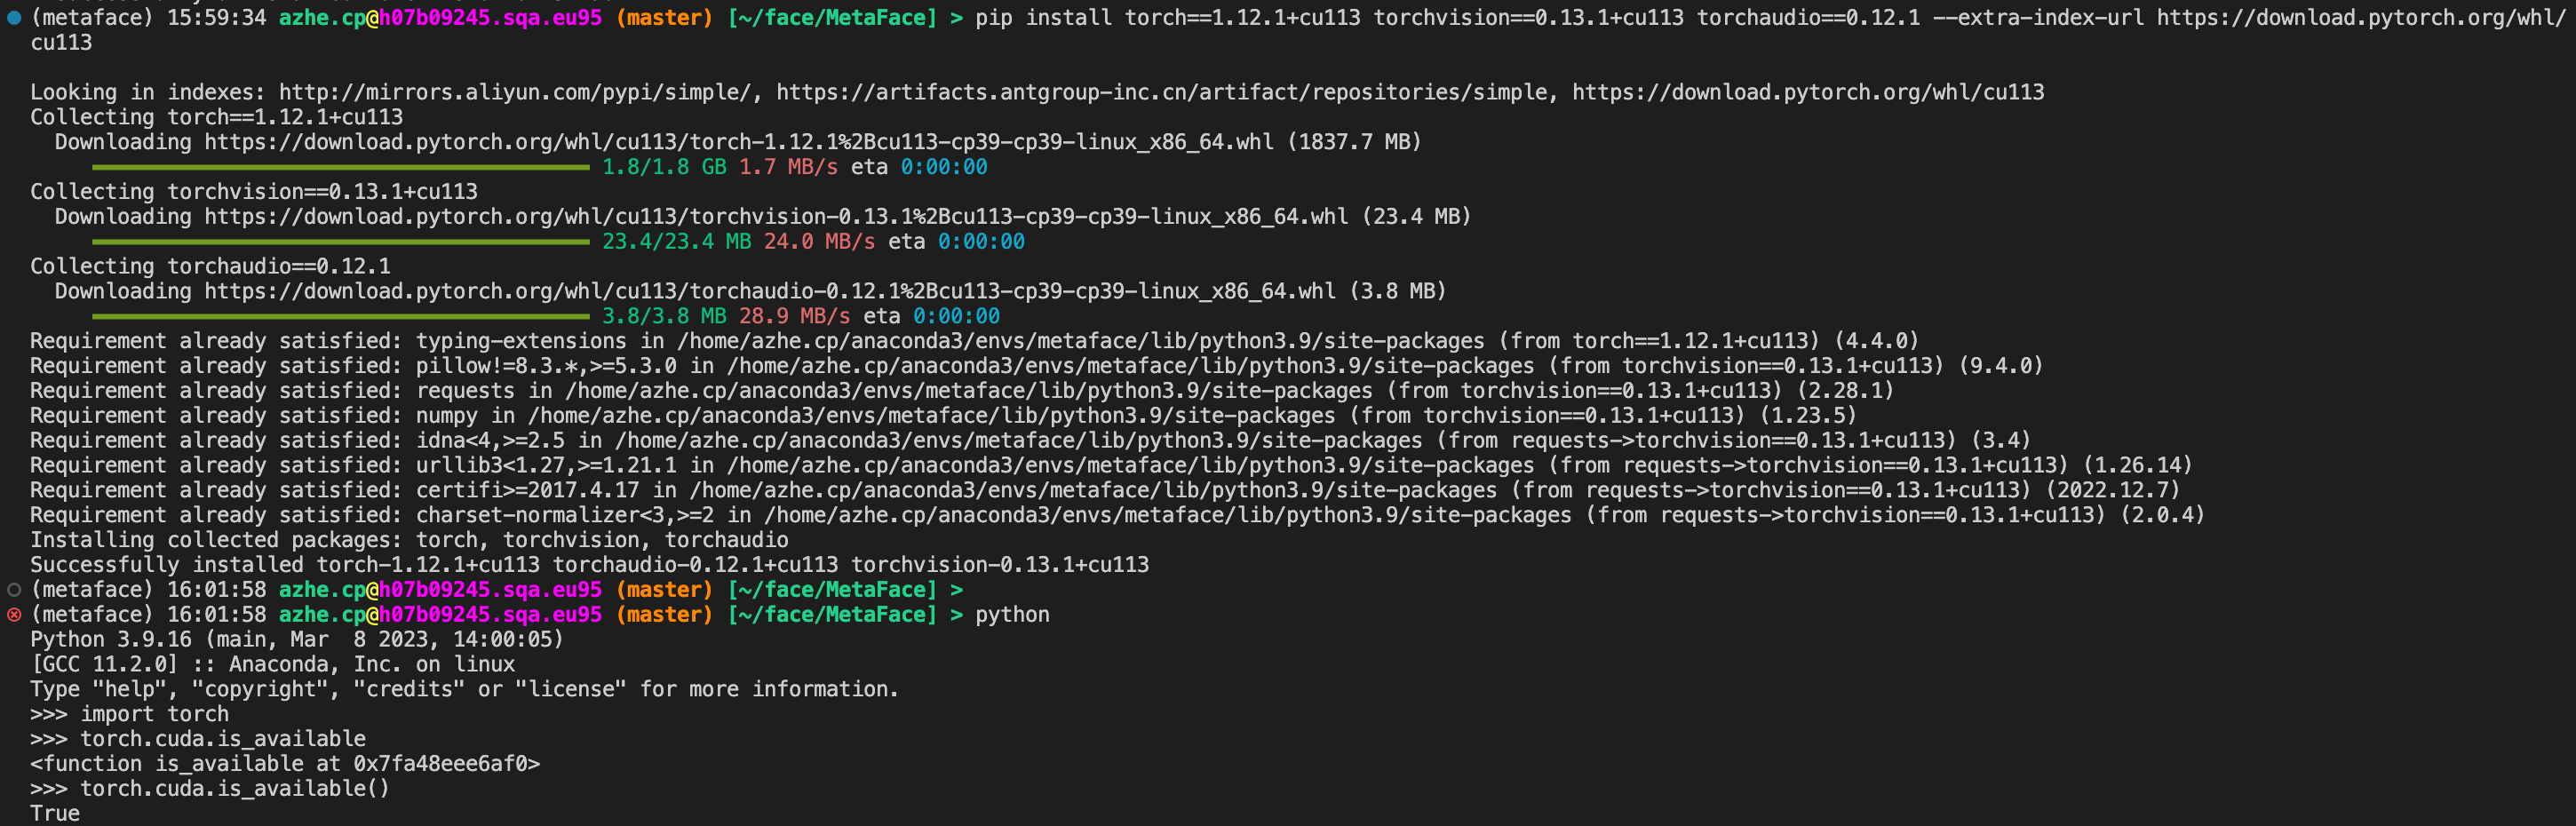 (metaface) 15:59:34 azhe.cp@h07b09245.sqa.eu95 (master) [~/face/MetaFace] > pip install torch==1.12.1+cu113 torchvision==0.13.1+cu113 torchaudio==0.12.1 --extra-index-url https://download.pytorch.org/whl/
cu113
Looking in indexes: http://mirrors.aliyun.com/pypi/simple/, https://artifacts.antgroup-inc.cn/artifact/repositories/simple, https://download.pytorch.org/whl/cu113
Collecting torch==1.12.1+cu113
Downloading https://download.pytorch.org/whl/cu113/torch-1.12.1%2Bcu113-cp39-cp39-linux_x86_64.whl (1837.7 MB)
1.8/1.8 GB 1.7 MB/s eta 0:00:00
Collecting torchvision==0.13.1+cu113
Downloading https://download.pytorch.org/whl/cu113/torchvision-0.13.1%2Bcu113-cp39-cp39-linux_x86_64.whl (23.4 MB)
23.4/23.4 MB 24.0 MB/s eta 0:00:00
Collecting torchaudio==0.12.1
Downloading https://download.pytorch.org/whl/cu113/torchaudio-0.12.1%2Bcu113-cp39-cp39-linux_x86_64.whl (3.8 MB)
3.8/3.8 MB 28.9 MB/s eta 0:00:00
Requirement already satisfied: typing-extensions in /home/azhe.cp/anaconda3/envs/metaface/lib/python3.9/site-packages (from torch==1.12.1+cu113) (4.4.0)
Requirement already satisfied: pillow!=8.3.*,>=5.3.0 in /home/azhe.cp/anaconda3/envs/metaface/lib/python3.9/site-packages (from torchvision==0.13.1+cu113) (9.4.0)
Requirement already satisfied: requests in /home/azhe.cp/anaconda3/envs/metaface/lib/python3.9/site-packages (from torchvision==0.13.1+cu113) (2.28.1)
Requirement already satisfied: numpy in /home/azhe.cp/anaconda3/envs/metaface/lib/python3.9/site-packages (from torchvision==0.13.1+cu113) (1.23.5)
Requirement already satisfied: idna<4,>=2.5 in /home/azhe.cp/anaconda3/envs/metaface/lib/python3.9/site-packages (from requests->torchvision==0.13.1+cu113) (3.4)
Requirement already satisfied: urllib3<1.27,>=1.21.1 in /home/azhe.cp/anaconda3/envs/metaface/lib/python3.9/site-packages (from requests->torchvision==0.13.1+cu113) (1.26.14)
Requirement already satisfied: certifi>=2017.4.17 in /home/azhe.cp/anaconda3/envs/metaface/lib/python3.9/site-packages (from requests->torchvision==0.13.1+cu113) (2022.12.7)
Requirement already satisfied: charset-normalizer<3,>=2 in /home/azhe.cp/anaconda3/envs/metaface/lib/python3.9/site-packages (from requests->torchvision==0.13.1+cu113) (2.0.4)
Installing collected packages: torch, torchvision, torchaudio
Successfully installed torch-1.12.1+cu113 torchaudio-0.12.1+cu113 torchvision-0.13.1+cu113
(metaface) 16:01:58 azhe.cp@h07b09245.sqa.eu95 (master) [~/face/MetaFace] >
(metaface) 16:01:58 azhe.cp@h07b09245.sqa.eu95 (master) [~/face/MetaFace] > python
Python 3.9.16 (main, Mar  8 2023, 14:00:05)
[GCC 11.2.0] :: Anaconda, Inc. on linux
Type "help", "copyright", "credits" or "license" for more information.
>>> import torch
>>> torch.cuda.is_available
<function is_available at 0x7fa48eee6af0>
>>> torch.cuda.is_available()
True